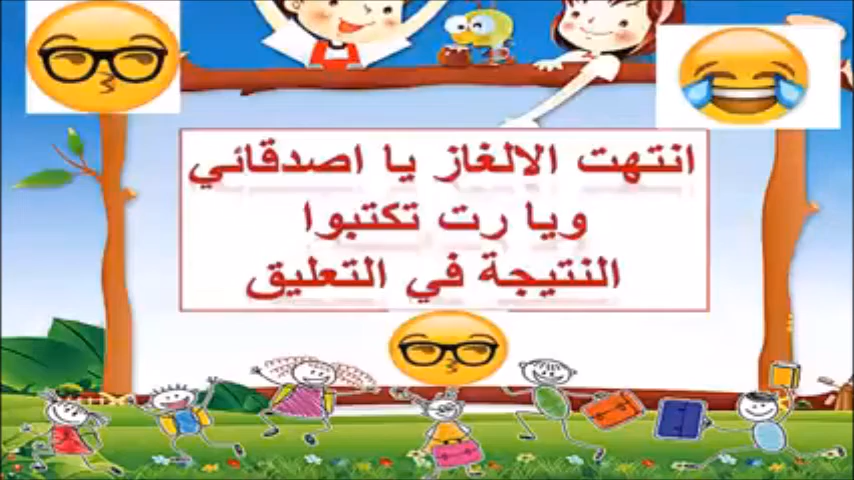 انتهت الالغاز يا اصدقائي
ويا رت تكتبوا
النتيجة في التعليق